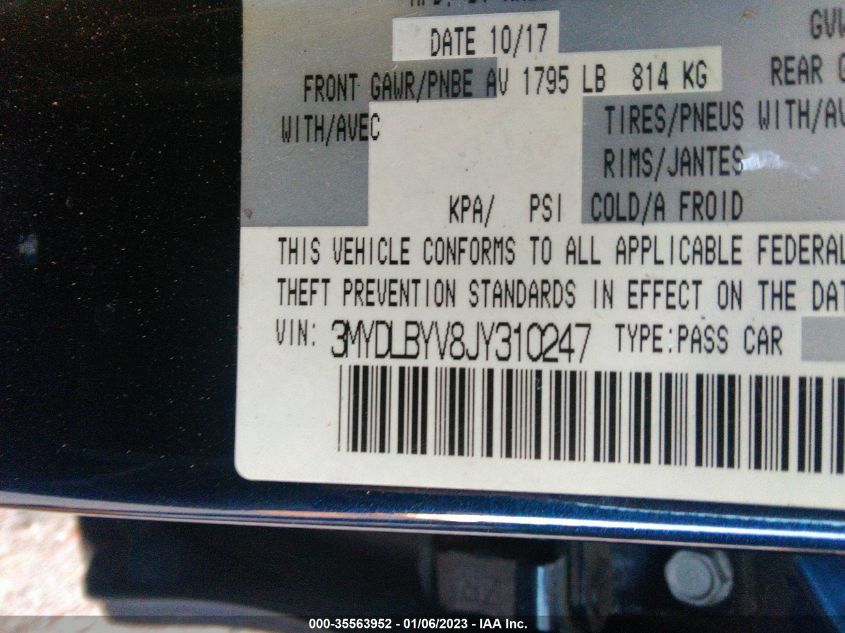 DATE 10/17
GVW
FRONT GAWR/PNBE AV 1795 LB 814 KG REAR G
WITH/AVEC TIRES/PNEUS WITH/AV
RIMS/JANTES
KPA/ PSI COLD/A FROID
THIS VEHICLE CONFORMS TO ALL APPLICABLE FEDERAL
THEFT PREVENTION STANDARDS IN EFFECT ON THE DAT
VIN: 3MYDLBYV8JY310247 TYPE:PASS CAR
000-35563952 - 01/06/2023 - IAA Inc.